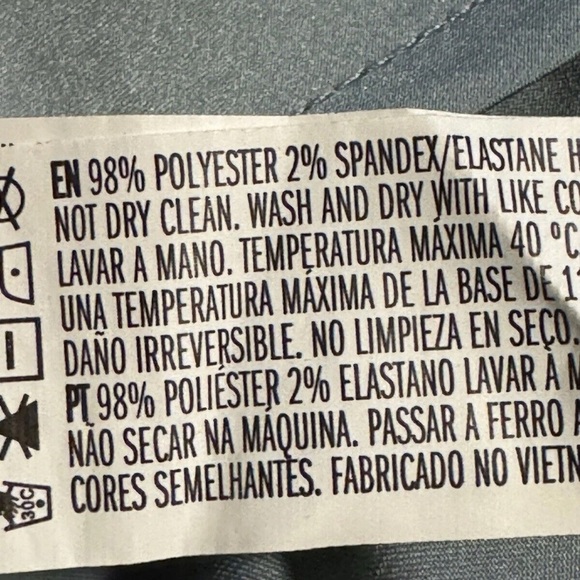 EN 98% POLYESTER 2% SPANDEX/ELASTANE
NOT DRY CLEAN. WASH AND DRY WITH LIKE
LAVAR A MANO. TEMPERATURA MÁXIMA 40 °C
UNA TEMPERATURA MÁXIMA DE LA BASE DE
DAÑO IRREVERSIBLE. NO LIMPIEZA EN SECO.
PT 98% POLIÉSTER 2% ELASTANO LAVAR À
NÃO SECAR NA MÁQUINA. PASSAR A FERRO
CORES SEMELHANTES. FABRICADO NO
30C